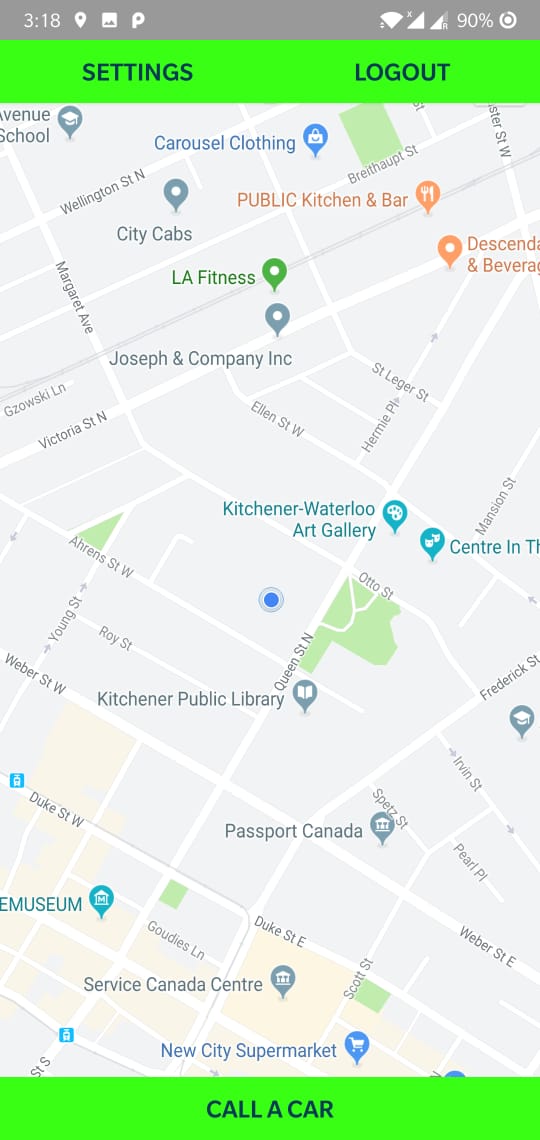 3:18
90%
SETTINGS
LOGOUT
Avenue
School
Carousel Clothing
Breithaupt St
Wellington St N
PUBLIC Kitchen & Bar
City Cabs
Descenda
& Beverag
LA Fitness
Margaret Ave
Joseph & Company Inc
St Leger St
Gzowski Ln
Victoria St N
Ellen St W
Hermie Pl
Kitchener-Waterloo
Art Gallery
Mansion St
Centre In Th
Ahrens St W
Otto St
Young St
Roy St
Queen St N
Weber St W
Kitchener Public Library
Frederick St
Irvin St
Duke St W
Spetz St
Passport Canada
Pearl Pl
EMUSEUM
Goudies Ln
Duke St E
Weber St E
Service Canada Centre
Scott St
New City Supermarket
St S
CALL A CAR